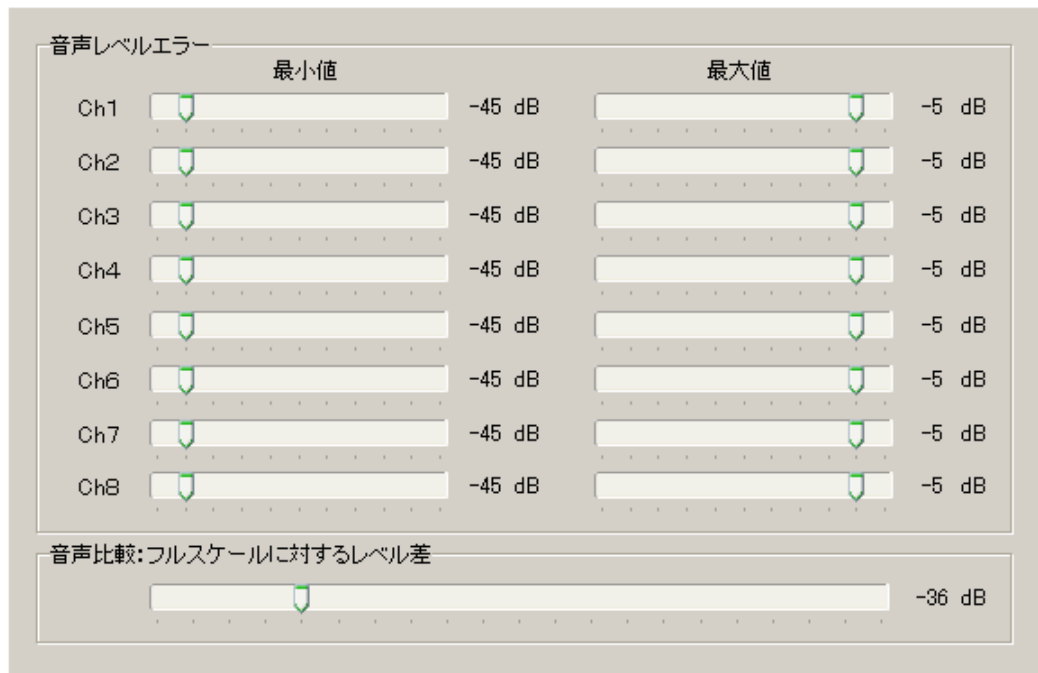 音声レベルエラー
最小値 最大値
Ch1 -45 dB -5 dB
Ch2 -45 dB -5 dB
Ch3 -45 dB -5 dB
Ch4 -45 dB -5 dB
Ch5 -45 dB -5 dB
Ch6 -45 dB -5 dB
Ch7 -45 dB -5 dB
Ch8 -45 dB -5 dB
音声比較:フルスケールに対するレベル差
-36 dB